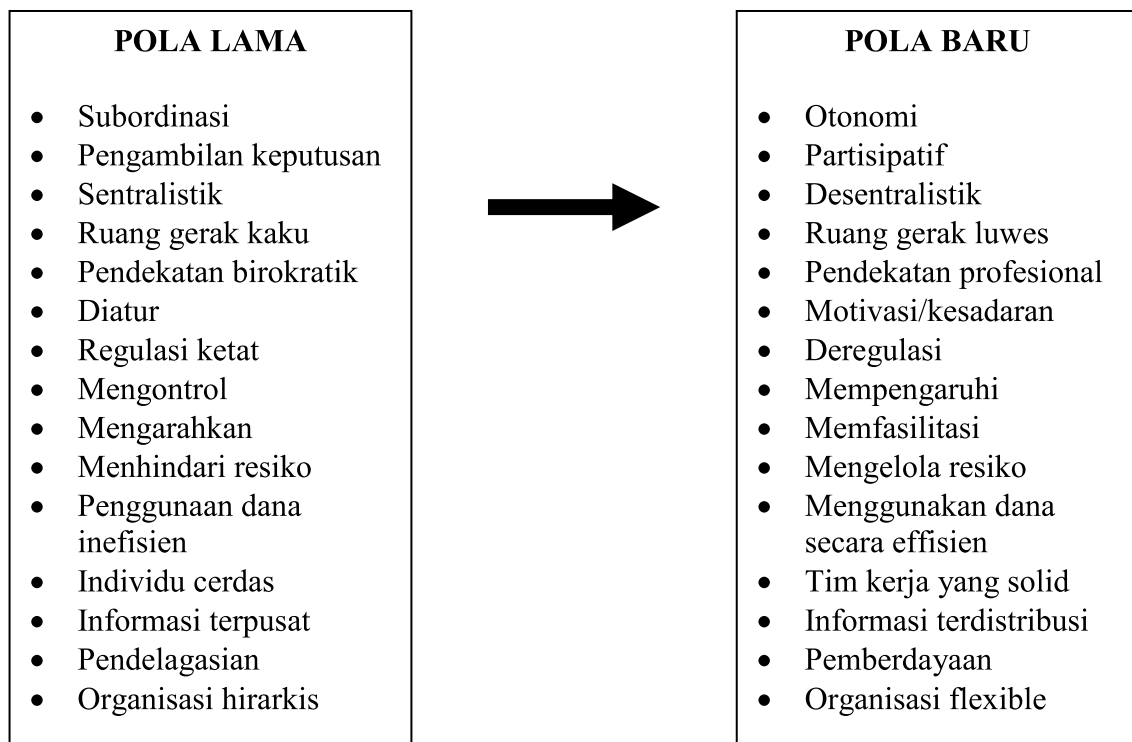 POLA LAMA
• Subordinasi
• Pengambilan keputusan
• Sentralistik
• Ruang gerak kaku
• Pendekatan birokratik
• Diatur
• Regulasi ketat
• Mengontrol
• Mengarahkan
• Menhindari resiko
• Penggunaan dana
inefisien
• Individu cerdas
• Informasi terpusat
• Pendelagasian
• Organisasi hirarkis
POLA BARU
• Otonomi
• Partisipatif
• Desentralistik
• Ruang gerak luwes
• Pendekatan profesional
• Motivasi/kesadaran
• Deregulasi
• Mempengaruhi
• Memfasilitasi
• Mengelola resiko
• Menggunakan dana
secara effisien
• Tim kerja yang solid
• Informasi terdistribusi
• Pemberdayaan
• Organisasi flexible